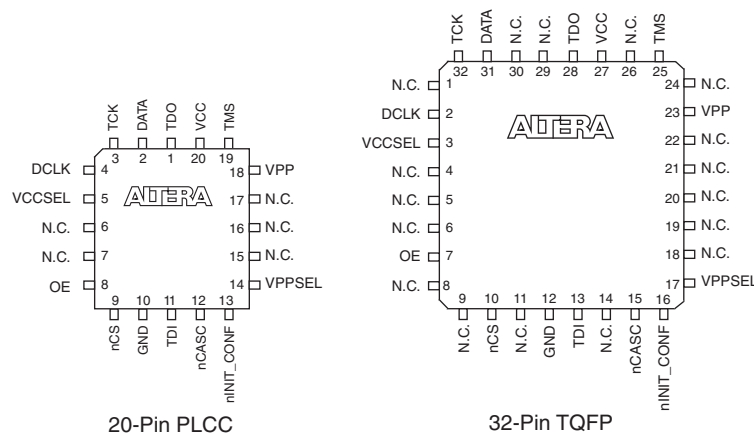 TCK DATA TDO VCC TMS
3 2 1 20 19
DCLK 4 18 VPP
VCCSEL 5 ALTERA 17 N.C.
N.C. 6 16 N.C.
N.C. 7 15 N.C.
OE 8 14 VPPSEL
9 10 11 12 13
nCS GND TDI nCASC nINIT_CONF
20-Pin PLCC
TCK DATA N.C. N.C. TDO VCC N.C. TMS
32 31 30 29 28 27 26 25
N.C. 1 24 N.C.
DCLK 2 ALTERA 23 VPP
VCCSEL 3 22 N.C.
N.C. 4 21 N.C.
N.C. 5 20 N.C.
N.C. 6 19 N.C.
OE 7 18 N.C.
N.C. 8 17 VPPSEL
9 10 11 12 13 14 15 16
N.C. nCS N.C. GND TDI N.C. nCASC nINIT_CONF
32-Pin TQFP